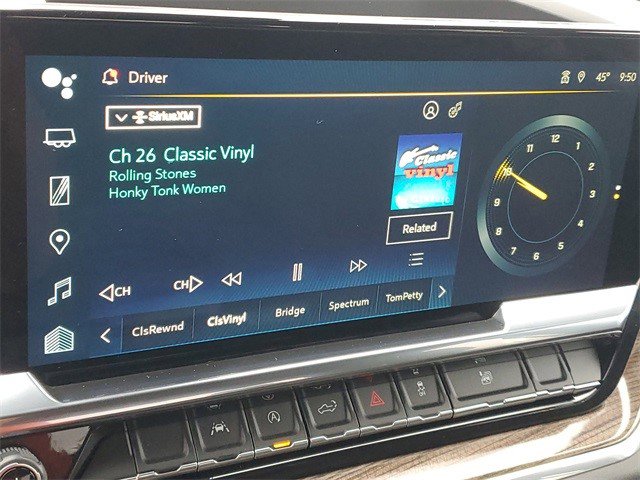 Driver
45° 9:50
SiriusXM
Ch 26 Classic Vinyl
Rolling Stones
Honky Tonk Women
Classic
vinyl
Related
12
1
2
3
4
5
6
7
8
9
10
11
CH
CH
ClsRewnd ClsVinyl Bridge Spectrum TomPetty
A